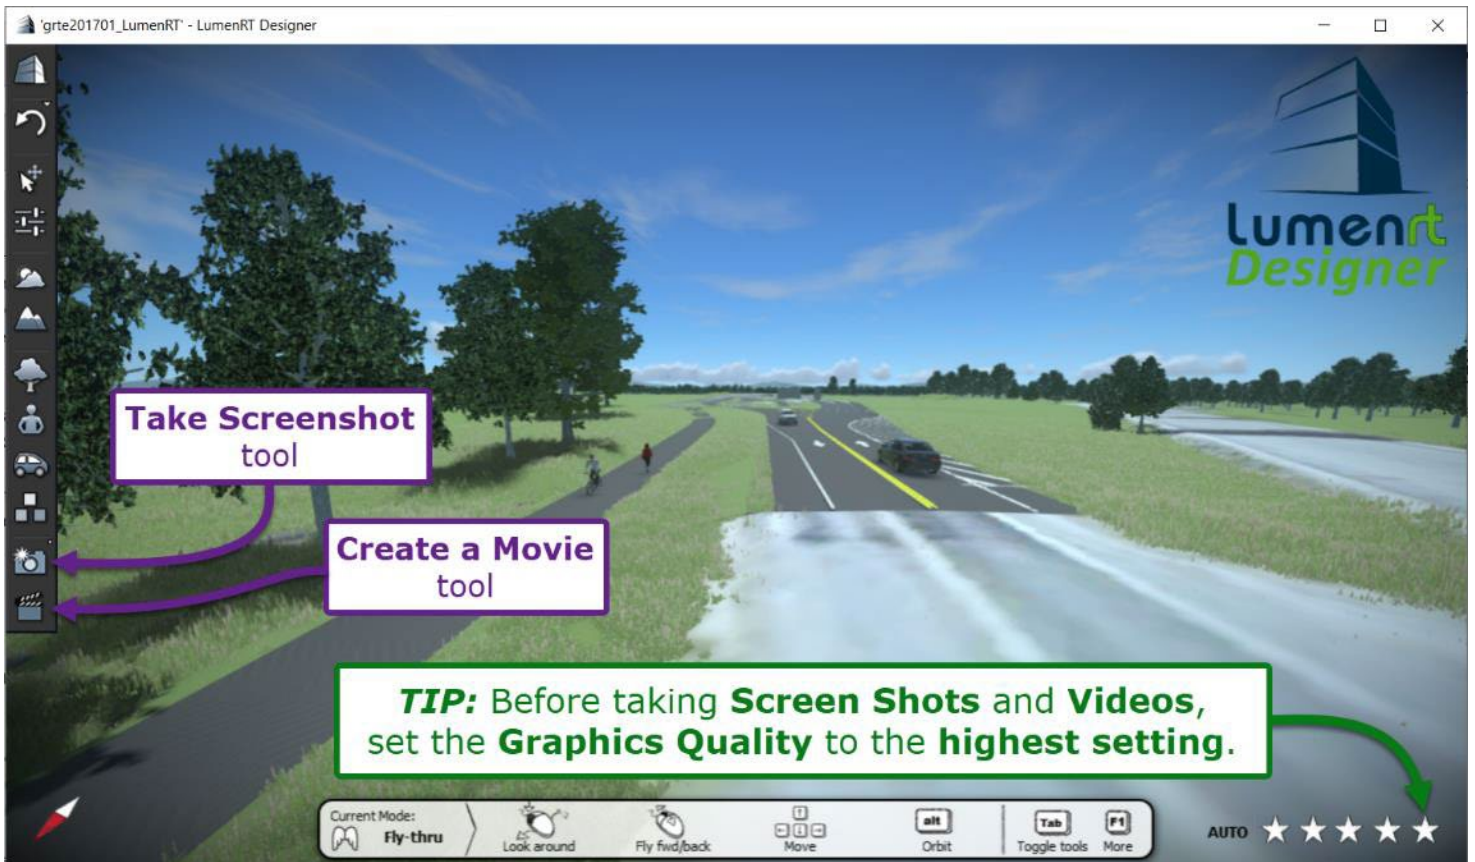 'grte201701_LumenRT' - LumenRT Designer
Lumenrt
Designer
Take Screenshot
tool
Create a Movie
tool
TIP: Before taking Screen Shots and Videos,
set the Graphics Quality to the highest setting.
Current Mode:
Fly-thru
Look around
Fly fwd/back
Move
alt
Orbit
Tab
Toggle tools
F1
More
AUTO